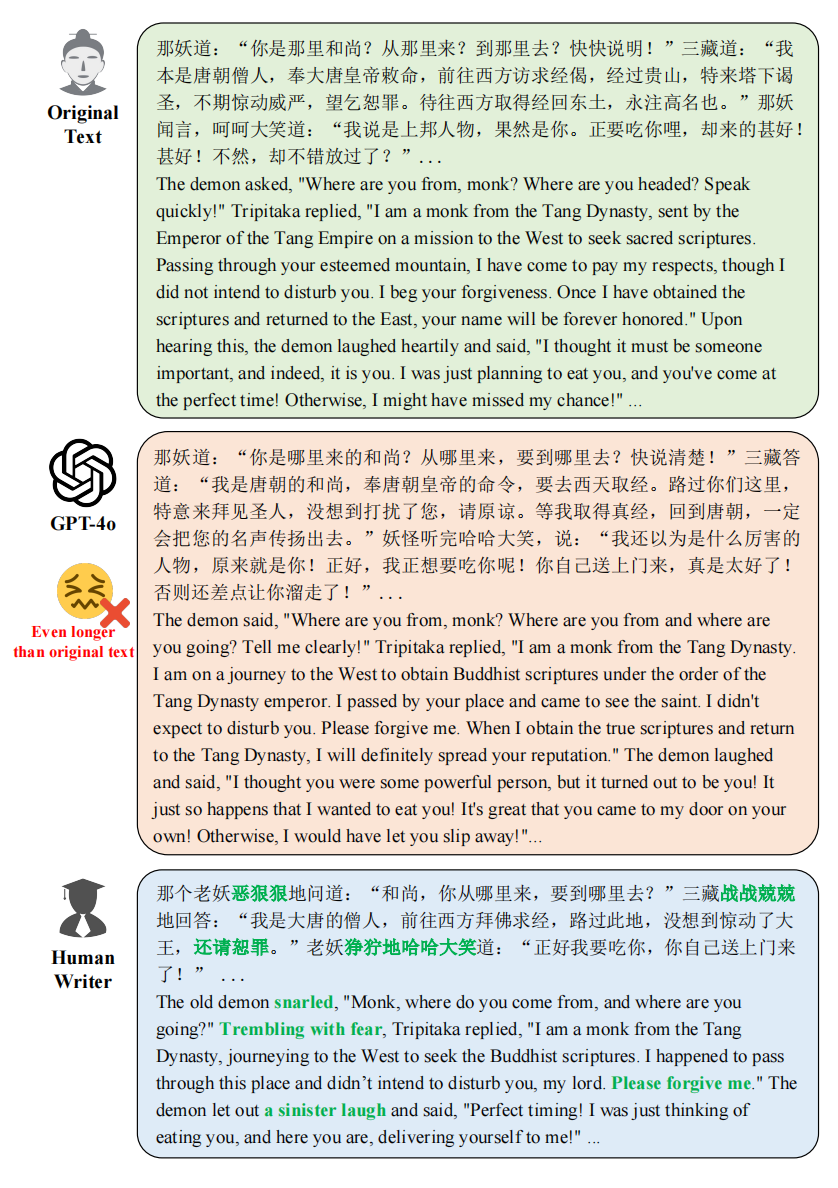 Original
Text
那妖道：“你是那里和尚？从那里来？到那里去？快快说明！”三藏道：“我
本是唐朝僧人，奉大唐皇帝敕命，前往西方访求经偈，经过贵山，特来塔下谒
圣，不期惊动威严，望乞恕罪。待往西方取得经回东土，永注高名也。”那妖
闻言，呵呵大笑道：“我说是上邦人物，果然是你。正要吃你哩，却来的甚好！
甚好！不然，却不错放过了？”...
The demon asked, "Where are you from, monk? Where are you headed? Speak
quickly!" Tripitaka replied, "I am a monk from the Tang Dynasty, sent by the
Emperor of the Tang Empire on a mission to the West to seek sacred scriptures.
Passing through your esteemed mountain, I have come to pay my respects, though I
did not intend to disturb you. I beg your forgiveness. Once I have obtained the
scriptures and returned to the East, your name will be forever honored." Upon
hearing this, the demon laughed heartily and said, "I thought it must be someone
important, and indeed, it is you. I was just planning to eat you, and you've come at
the perfect time! Otherwise, I might have missed my chance!" ...
GPT-4o
Even longer
than original text
那妖道：“你是哪里来的和尚？从哪里来，要到哪里去？快说清楚！”三藏答
道：“我是唐朝的和尚，奉唐朝皇帝的命令，要去西天取经。路过你们这里，
特意来拜见圣人，没想到打扰了您，请原谅。等我取得真经，回到唐朝，一定
会把您的名声传扬出去。”妖怪听完哈哈大笑，说：“我还以为是什么厉害的
人物，原来就是你！正好，我正想要吃你呢！你自己送上门来，真是太好了！
否则还差点让你溜走了！”...
The demon said, "Where are you from, monk? Where are you from and where are
you going? Tell me clearly!" Tripitaka replied, "I am a monk from the Tang Dynasty.
I am on a journey to the West to obtain Buddhist scriptures under the order of the
Tang Dynasty emperor. I passed by your place and came to see the saint. I didn't
expect to disturb you. Please forgive me. When I obtain the true scriptures and return
to the Tang Dynasty, I will definitely spread your reputation." The demon laughed
and said, "I thought you were some powerful person, but it turned out to be you! It
just so happens that I wanted to eat you! It's great that you came to my door on your
own! Otherwise, I would have let you slip away!"...
Human
Writer
那个老妖恶狠狠地问道：“和尚，你从哪里来，要到哪里去？”三藏战战兢兢
地回答：“我是大唐的僧人，前往西方拜佛求经，路过此地，没想到惊动了大
王，还请恕罪。”老妖狰狞地哈哈大笑道：“正好我要吃你，你自己送上门来
了！” ...
The old demon snarled, "Monk, where do you come from, and where are you
going?" Trembling with fear, Tripitaka replied, "I am a monk from the Tang
Dynasty, journeying to the West to seek the Buddhist scriptures. I happened to pass
through this place and didn’t intend to disturb you, my lord. Please forgive me." The
demon let out a sinister laugh and said, "Perfect timing! I was just thinking of
eating you, and here you are, delivering yourself to me!" ...